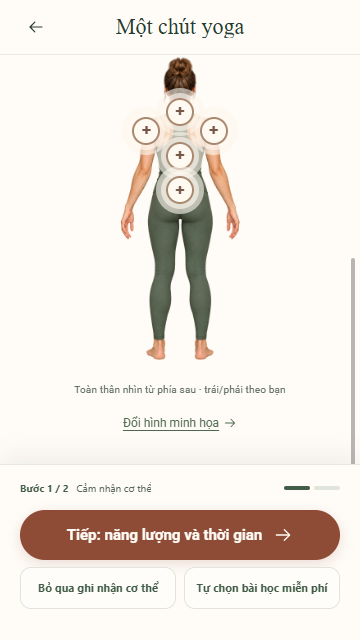 Một chút yoga
Toàn thân nhìn từ phía sau · trái/phải theo bạn
Đổi hình minh họa →
Bước 1 / 2 Cảm nhận cơ thể
Tiếp: năng lượng và thời gian →
Bỏ qua ghi nhận cơ thể
Tự chọn bài học miễn phí